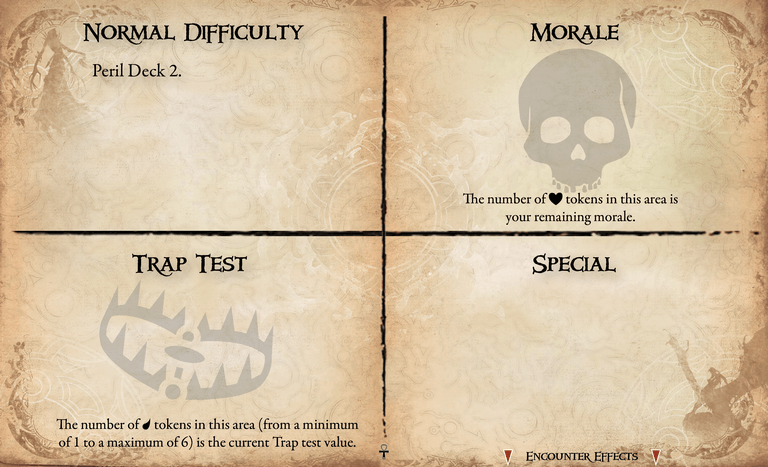 Normal Difficulty
Peril Deck 2.
Morale
The number of tokens in this area is
your remaining morale.
Trap Test
The number of tokens in this area (from a minimum
of 1 to a maximum of 6) is the current Trap test value.
Special
Encounter Effects